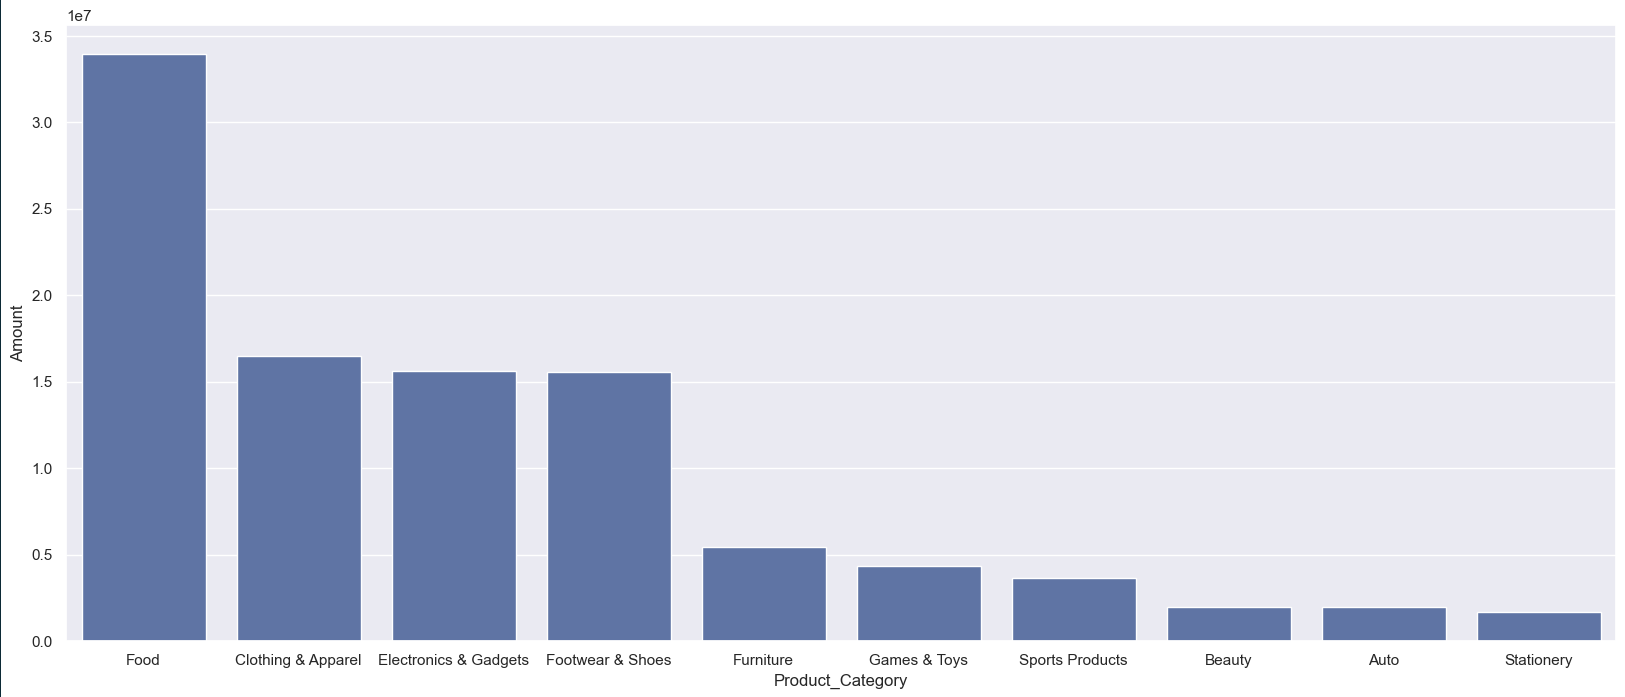 1e7
3.5
3.0
2.5
2.0
1.5
1.0
0.5
0.0
Amount
Food Clothing & Apparel Electronics & Gadgets Footwear & Shoes Furniture Games & Toys Sports Products Beauty Auto Stationery
Product_Category